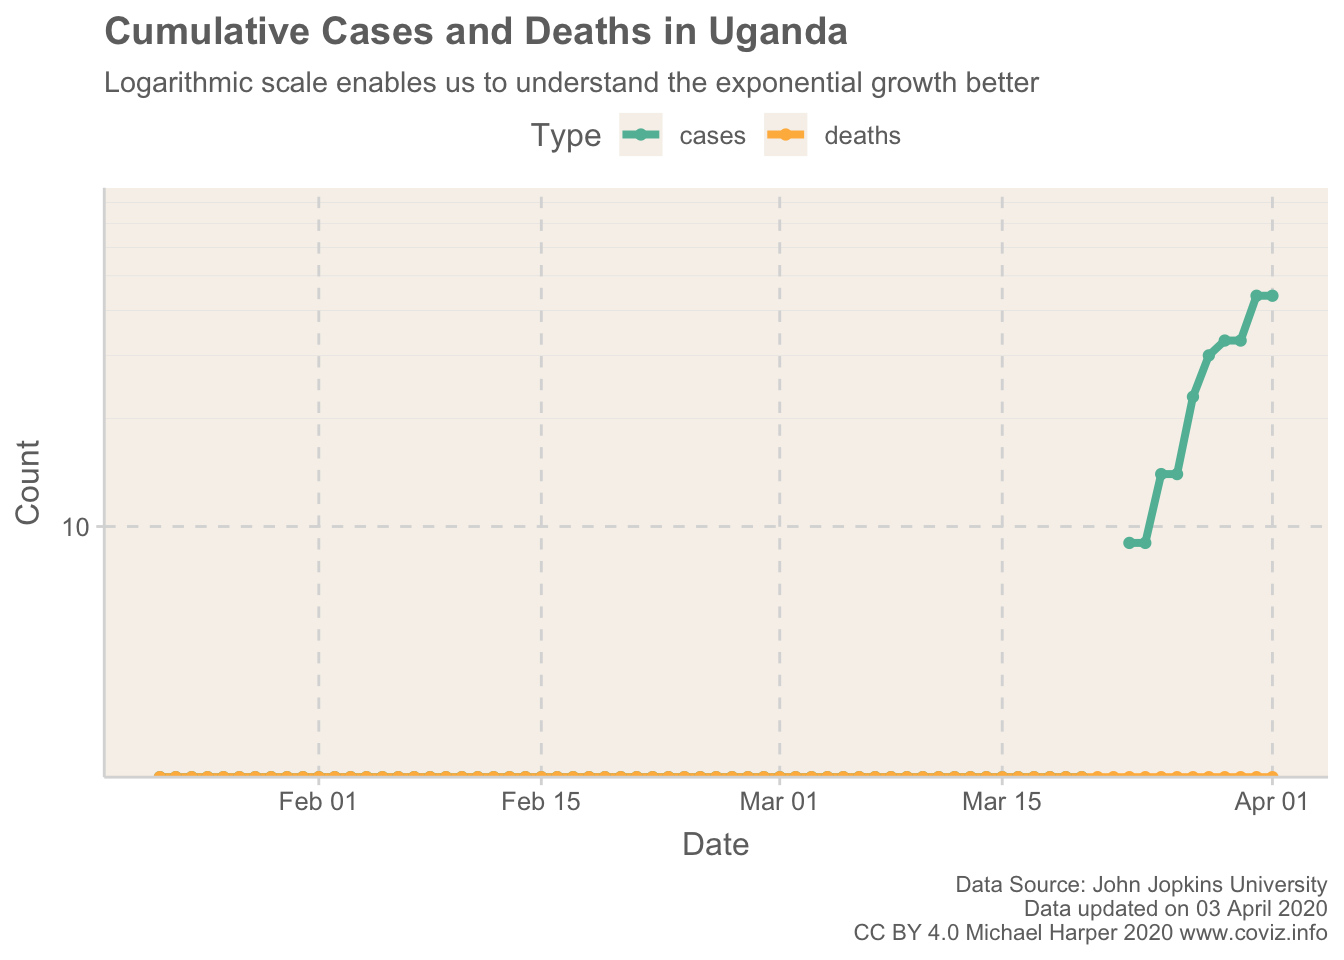 Cumulative Cases and Deaths in Uganda
Logarithmic scale enables us to understand the exponential growth better
Type cases deaths
Count
10
Feb 01 Feb 15 Mar 01 Mar 15 Apr 01
Date
Data Source: John Jopkins University
Data updated on 03 April 2020
CC BY 4.0 Michael Harper 2020 www.coviz.info